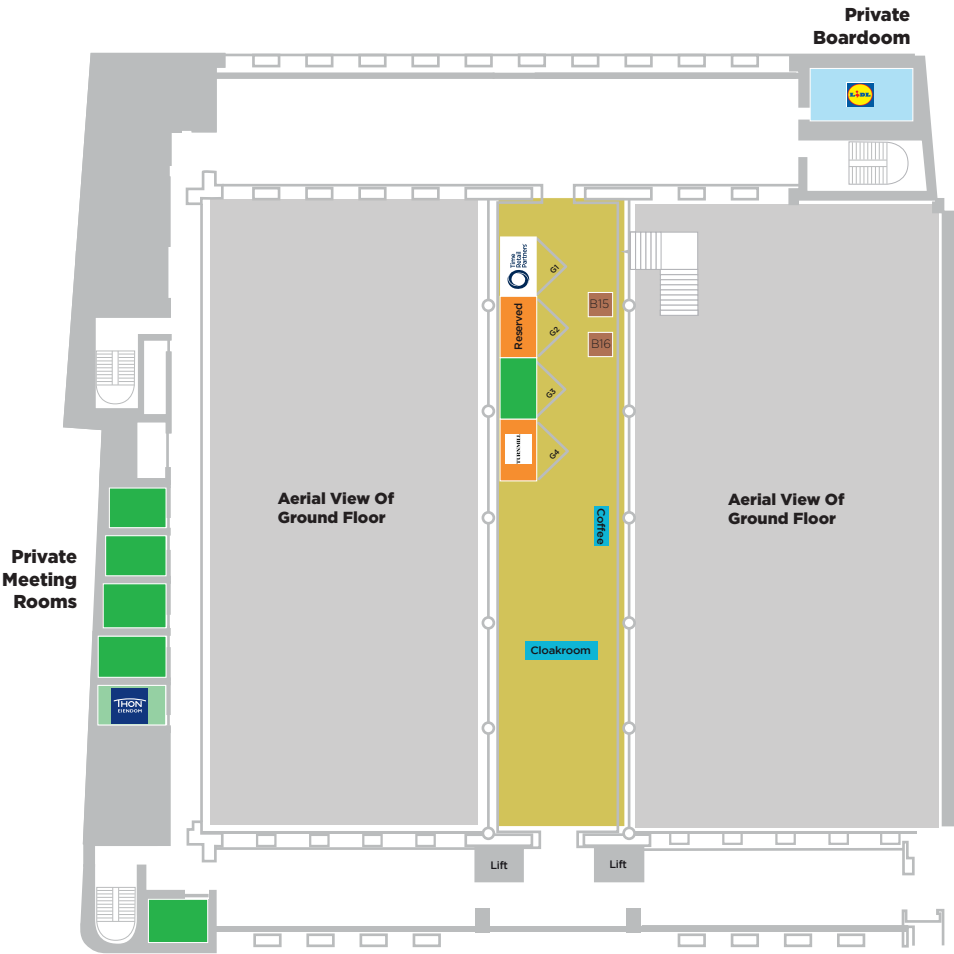 Private
Boardoom
LiDL
Time
Retail
Partners
G1
Reserved
G2
B15
B16
G3
G4
Aerial View Of
Ground Floor
Aerial View Of
Ground Floor
Coffee
Private
Meeting
Rooms
Cloakroom
THON
EIENDOM
Lift
Lift